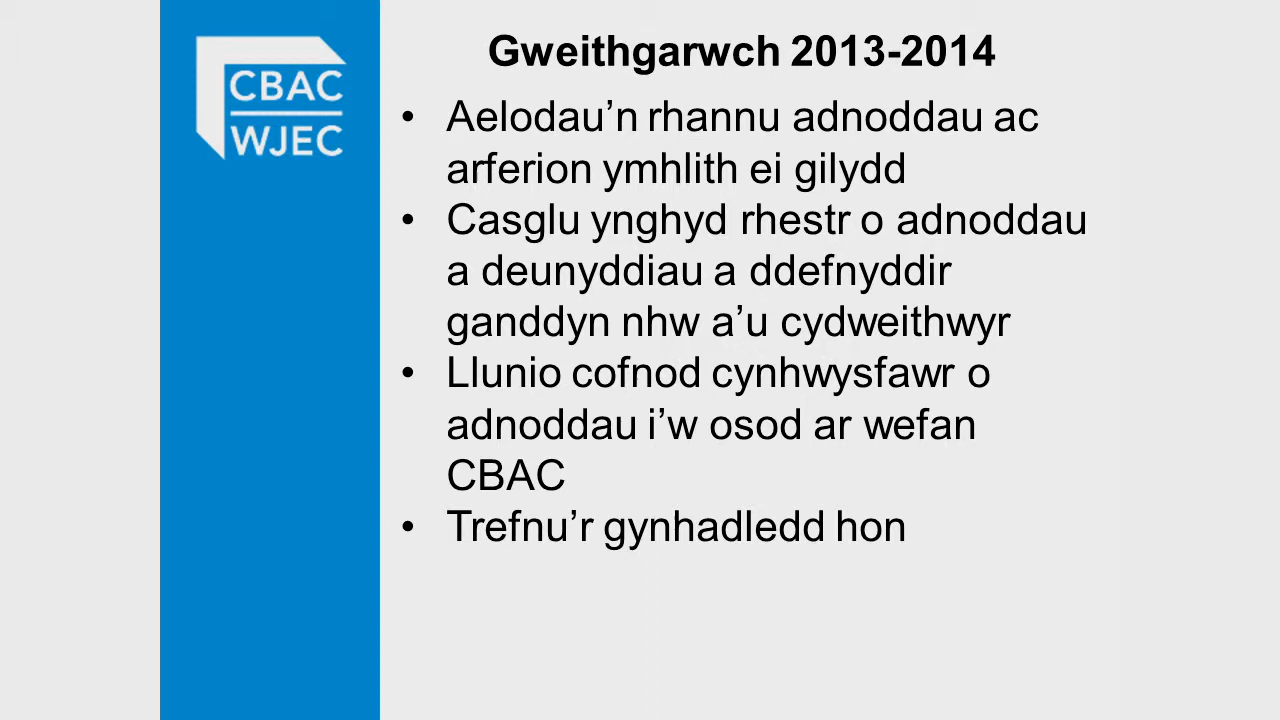 CBAC
WJEC
Gweithgarwch 2013-2014
• Aelodau’n rhannu adnoddau ac
arferion ymhlith ei gilydd
• Casglu ynghyd rhestr o adnoddau
a deunyddiau a ddefnyddir
ganddyn nhw a’u cydweithwyr
• Llunio cofnod cynhwysfawr o
adnoddau i’w osod ar wefan
CBAC
• Trefnu’r gynhadledd hon